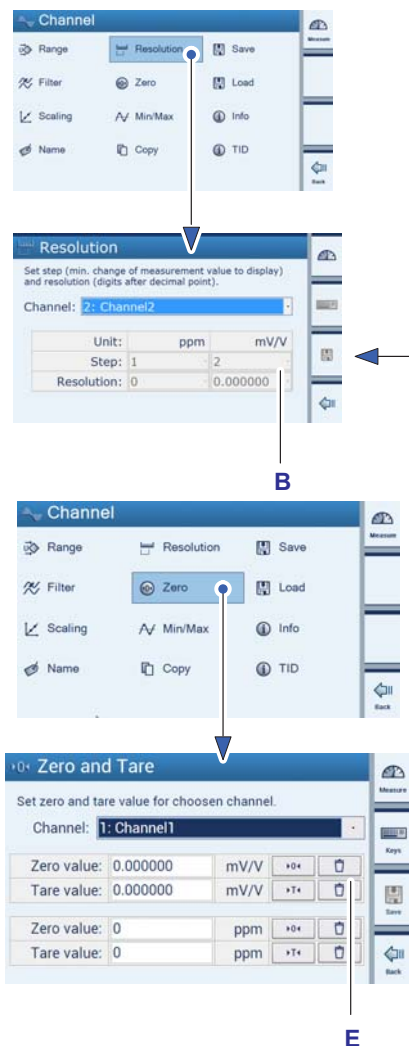 Channel
Range Resolution Save
Measure
Filter Zero Load
Scaling Min/Max Info
Name Copy TID
Back
Resolution
Set step (min. change of measurement value to display)
and resolution (digits after decimal point).
Channel: 2: Channel2
Unit: ppm mV/V
Step: 1 2
Resolution: 0 0.000000
B
Channel
Measure
Range Resolution Save
Filter Zero Load
Scaling Min/Max Info
Name Copy TID
Back
›0‹ Zero and Tare
Measure
Set zero and tare value for choosen channel.
Channel: 1: Channel1
Keys
Zero value: 0.000000 mV/V ›0‹
Tare value: 0.000000 mV/V ›T‹
Save
Zero value: 0 ppm ›0‹
Tare value: 0 ppm ›T‹
Back
E